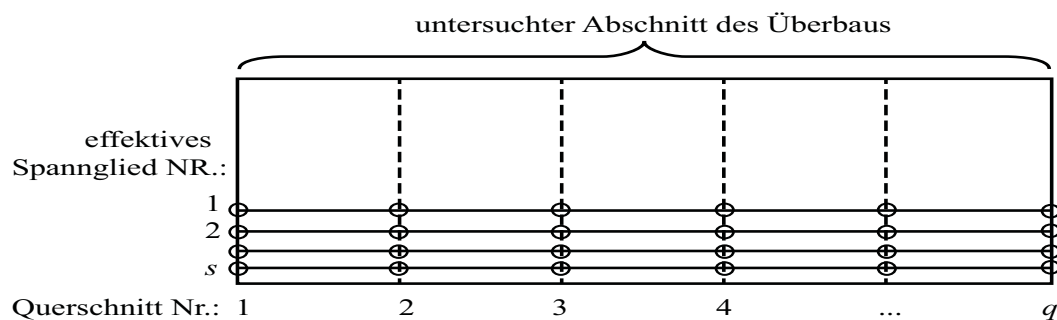 untersuchter Abschnitt des Überbaus
effektives
Spannglied NR.:
1
2
s
Querschnitt Nr.: 1 2 3 4 ... q